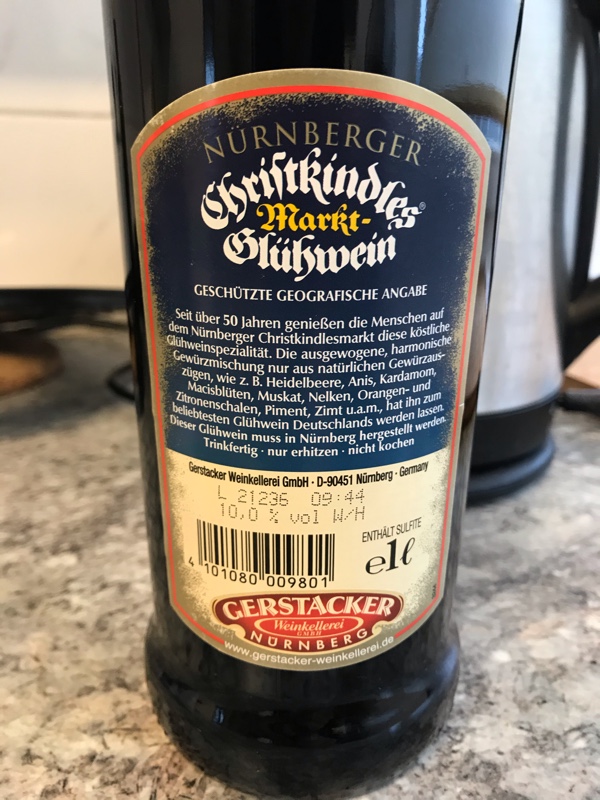 NÜRNBERGER
Christkindles®
Markt-
Glühwein
GESCHÜTZTE GEOGRAFISCHE ANGABE
Seit über 50 Jahren genießen die Menschen auf
dem Nürnberger Christkindlesmarkt diese köstliche
Glühweinspezialität. Die ausgewogene, harmonische
Gewürzmischung nur aus natürlichen Gewürzaus-
zügen, wie z. B. Heidelbeere, Anis, Kardamom,
Macisblüten, Muskat, Nelken, Orangen- und
Zitronenschalen, Piment, Zimt u.a.m., hat ihn zum
beliebtesten Glühwein Deutschlands werden lassen.
Dieser Glühwein muss in Nürnberg hergestellt werden.
Trinkfertig · nur erhitzen · nicht kochen
Gerstacker Weinkellerei GmbH · D-90451 Nürnberg · Germany
L 21236 09:44
10,0 % vol W/H
ENTHÄLT SULFITE
e1ℓ
4 101080 009801
GERSTACKER
Weinkellerei
GMBH
NÜRNBERG
www.gerstacker-weinkellerei.de